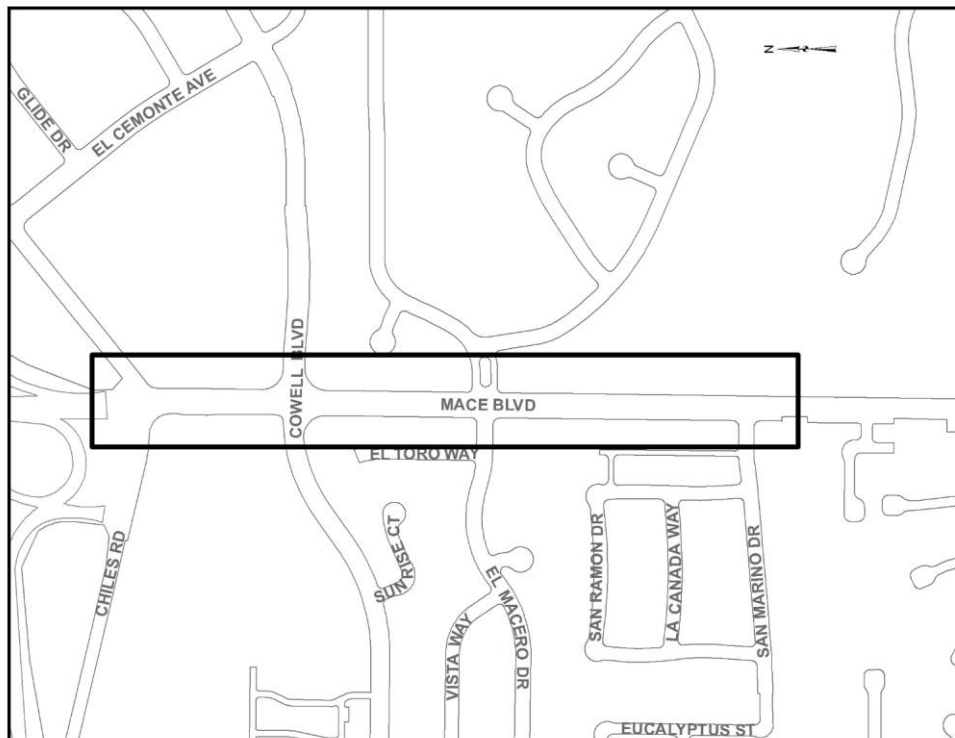 N
GLIDE DR
EL CEMONTE AVE
COWELL BLVD
MACE BLVD
EL TORO WAY
CHILES RD
SUNRISE CT
VISTA WAY
EL MACERO DR
SAN RAMON DR
LA CANADA WAY
SAN MARINO DR
EUCALYPTUS ST